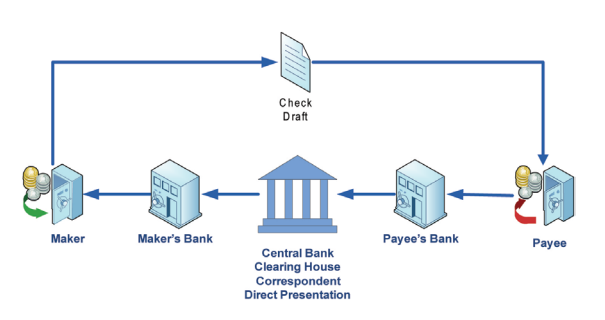 Check
Draft
Maker
Maker's Bank
Central Bank
Clearing House
Correspondent
Direct Presentation
Payee's Bank
Payee